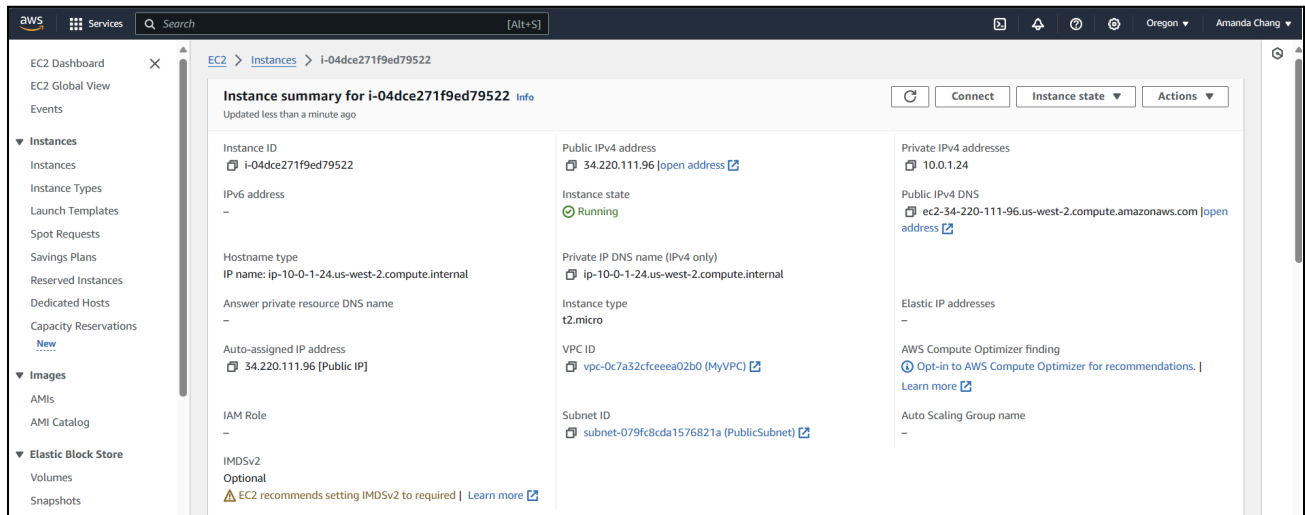 aws
Services
Search
[Alt+S]
Oregon ▼
Amanda Chang ▼
EC2 Dashboard
EC2 Global View
Events
▼ Instances
Instances
Instance Types
Launch Templates
Spot Requests
Savings Plans
Reserved Instances
Dedicated Hosts
Capacity Reservations
New
▼ Images
AMIs
AMI Catalog
▼ Elastic Block Store
Volumes
Snapshots
EC2 > Instances > i-04dce271f9ed79522
Instance summary for i-04dce271f9ed79522 Info
Updated less than a minute ago
Connect
Instance state ▼
Actions ▼
Instance ID
i-04dce271f9ed79522
Public IPv4 address
34.220.111.96 |open address
Private IPv4 addresses
10.0.1.24
IPv6 address
–
Instance state
Running
Public IPv4 DNS
ec2-34-220-111-96.us-west-2.compute.amazonaws.com |open
address
Hostname type
IP name: ip-10-0-1-24.us-west-2.compute.internal
Private IP DNS name (IPv4 only)
ip-10-0-1-24.us-west-2.compute.internal
Answer private resource DNS name
–
Instance type
t2.micro
Elastic IP addresses
–
Auto-assigned IP address
34.220.111.96 [Public IP]
VPC ID
vpc-0c7a32cfceeea02b0 (MyVPC)
AWS Compute Optimizer finding
Opt-in to AWS Compute Optimizer for recommendations. |
Learn more
IAM Role
–
Subnet ID
subnet-079fc8cda1576821a (PublicSubnet)
Auto Scaling Group name
–
IMDSv2
Optional
EC2 recommends setting IMDSv2 to required | Learn more